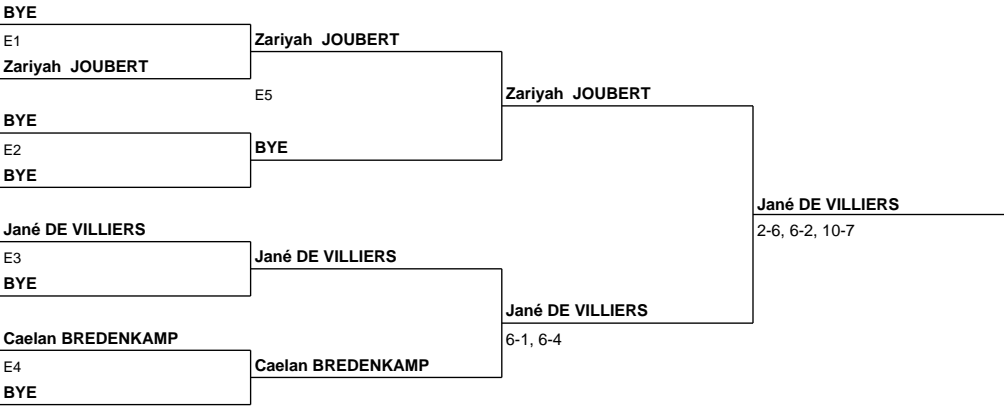 BYE
E1
Zariyah JOUBERT
Zariyah JOUBERT
E5
Zariyah JOUBERT
BYE
E2
BYE
BYE
Jané DE VILLIERS
2-6, 6-2, 10-7
Jané DE VILLIERS
E3
BYE
Jané DE VILLIERS
Jané DE VILLIERS
6-1, 6-4
Caelan BREDENKAMP
E4
BYE
Caelan BREDENKAMP